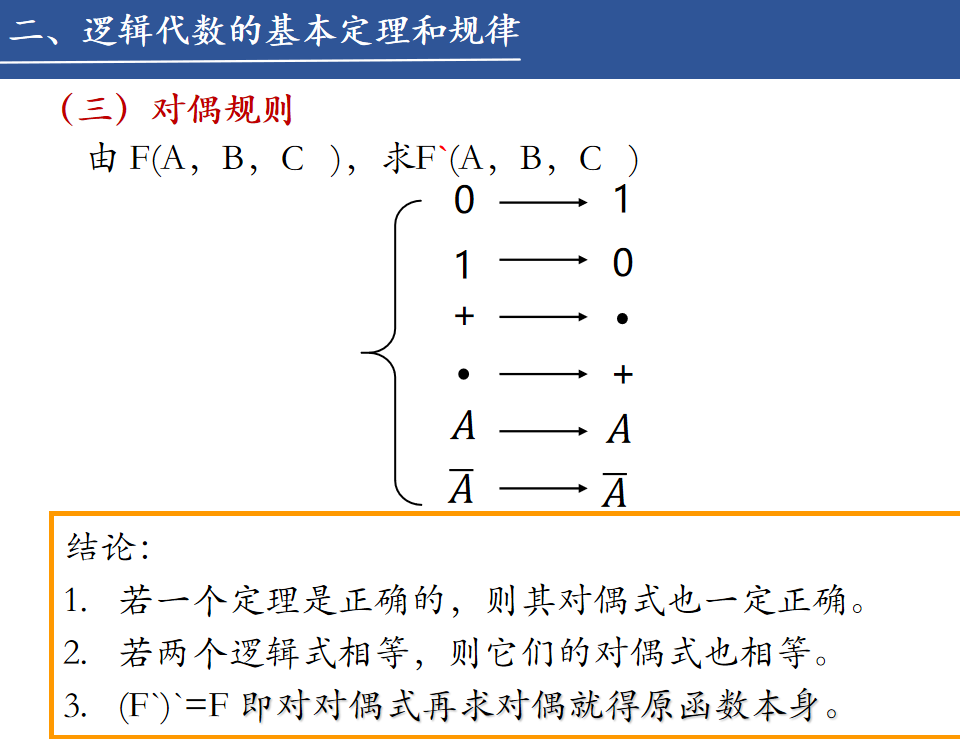 二、逻辑代数的基本定理和规律
（三）对偶规则
由 F(A，B，C )，求F`(A，B，C )
0 → 1
1 → 0
+ → •
• → +
A → A
A̅ → A̅
结论：
1. 若一个定理是正确的，则其对偶式也一定正确。
2. 若两个逻辑式相等，则它们的对偶式也相等。
3. (F`)`=F 即对对偶式再求对偶就得原函数本身。